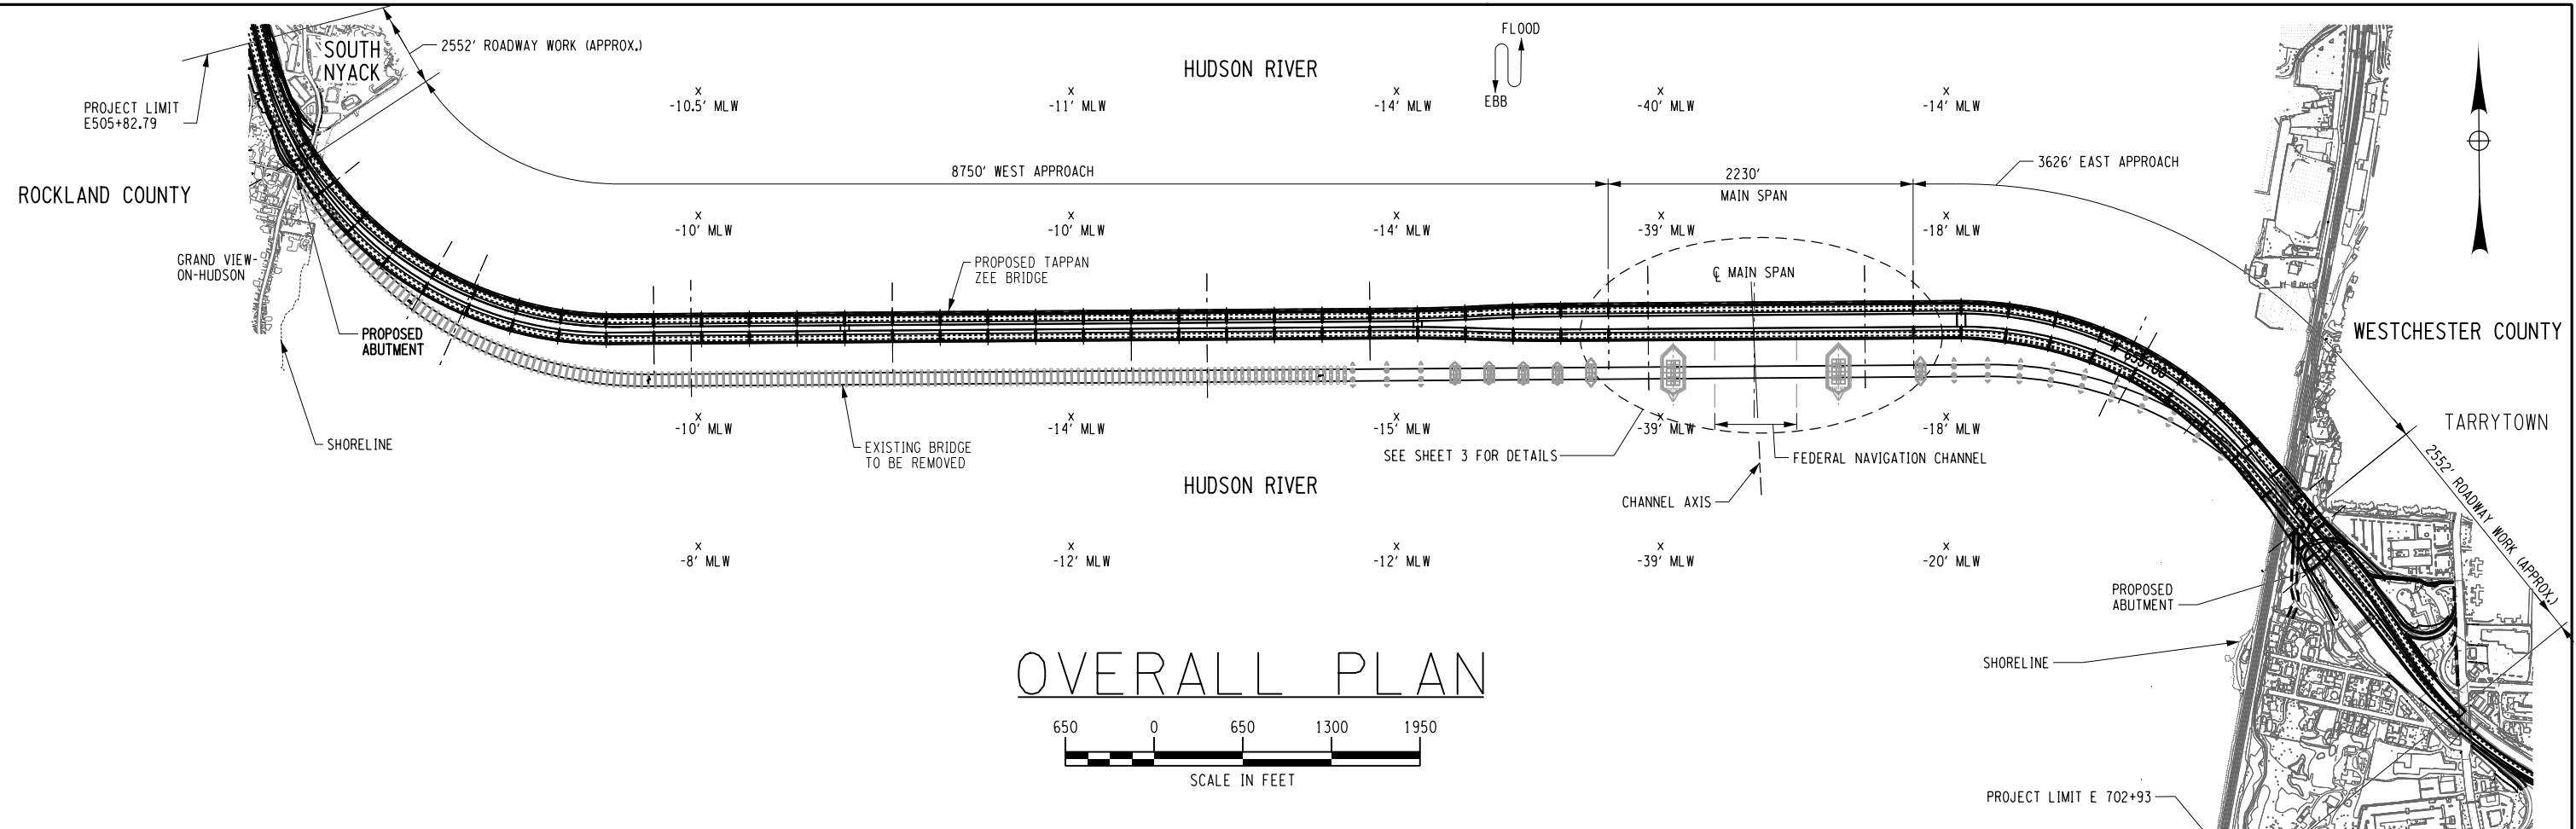 FLOOD
EBB
HUDSON RIVER
SOUTH
NYACK
2552' ROADWAY WORK (APPROX.)
PROJECT LIMIT
E505+82.79
-10.5' MLW
-11' MLW
-14' MLW
-40' MLW
-14' MLW
ROCKLAND COUNTY
8750' WEST APPROACH
2230'
MAIN SPAN
3626' EAST APPROACH
-10' MLW
-10' MLW
-14' MLW
-39' MLW
-18' MLW
GRAND VIEW-
ON-HUDSON
PROPOSED TAPPAN
ZEE BRIDGE
℄ MAIN SPAN
PROPOSED
ABUTMENT
WESTCHESTER COUNTY
TARRYTOWN
-10' MLW
-14' MLW
-15' MLW
-39' MLW
-18' MLW
SHORELINE
EXISTING BRIDGE
TO BE REMOVED
SEE SHEET 3 FOR DETAILS
FEDERAL NAVIGATION CHANNEL
HUDSON RIVER
CHANNEL AXIS
2552' ROADWAY WORK (APPROX.)
-8' MLW
-12' MLW
-12' MLW
-39' MLW
-20' MLW
PROPOSED
ABUTMENT
SHORELINE
OVERALL PLAN
650 0 650 1300 1950
SCALE IN FEET
PROJECT LIMIT E 702+93